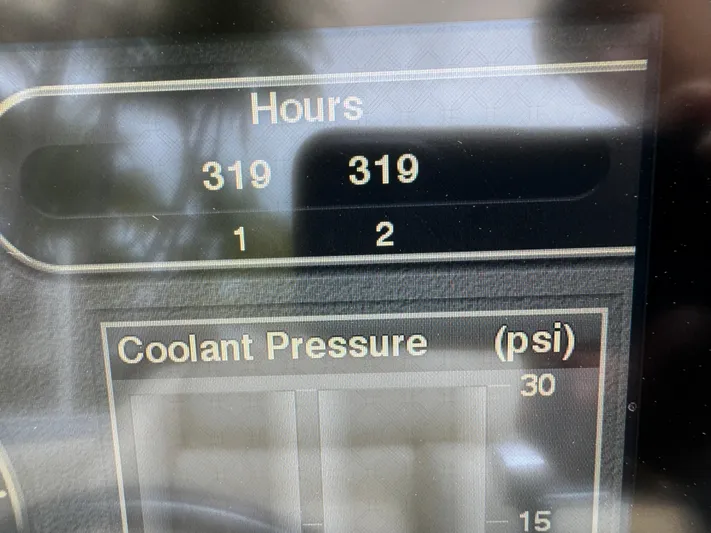 Hours
319 319
1 2
Coolant Pressure (psi)
30
15